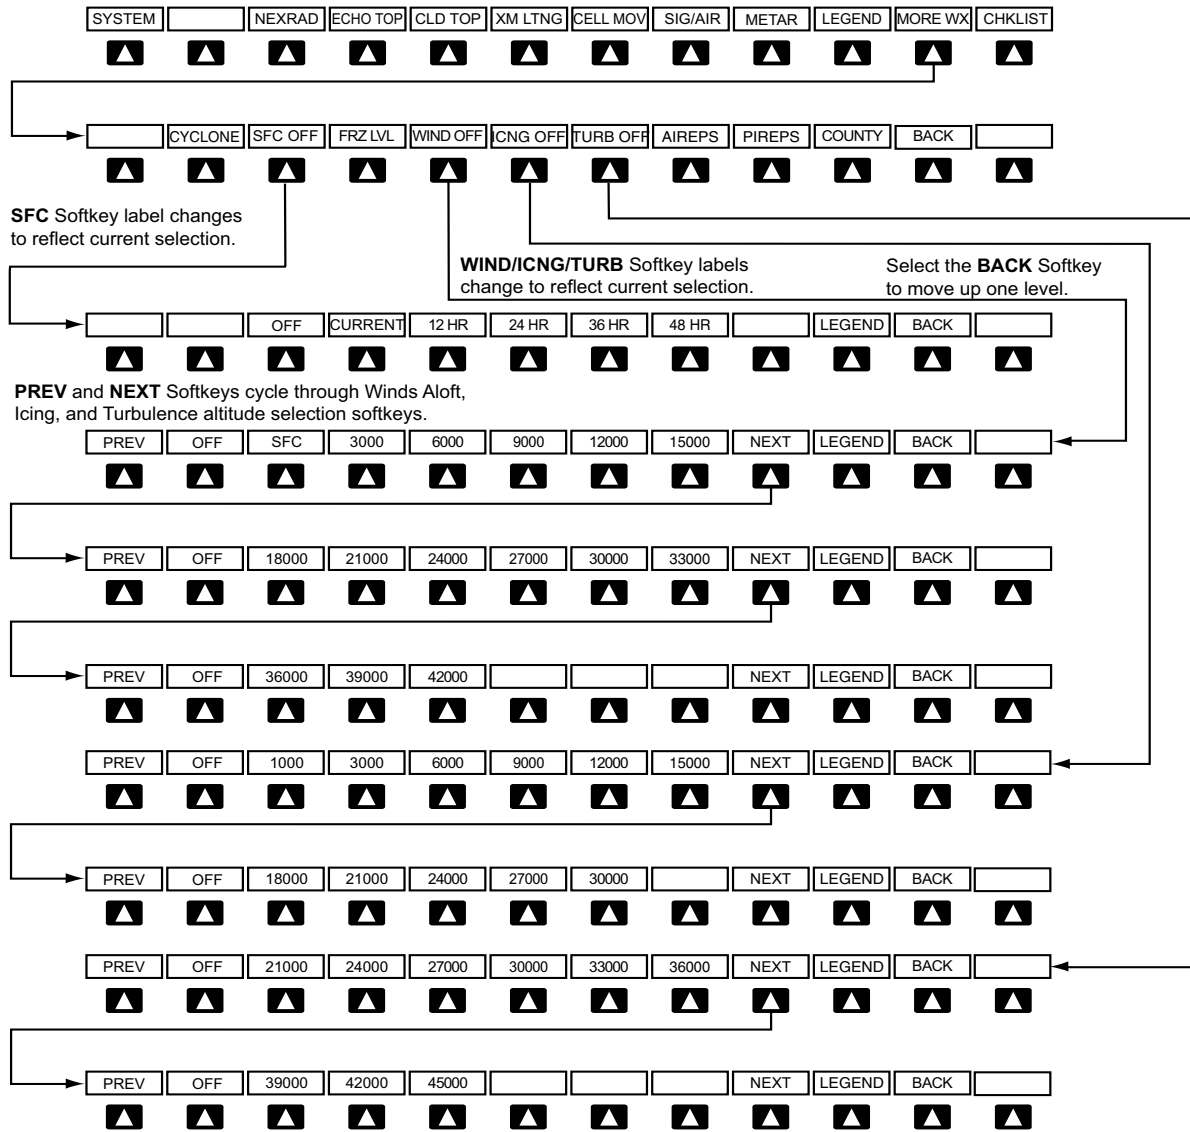 SYSTEM NEXRAD ECHO TOP CLD TOP XM LTNG CELL MOV SIG/AIR METAR LEGEND MORE WX CHKLIST
CYCLONE SFC OFF FRZ LVL WIND OFF ICNG OFF TURB OFF AIREPS PIREPS COUNTY BACK
SFC Softkey label changes
to reflect current selection.
WIND/ICNG/TURB Softkey labels
change to reflect current selection.
Select the BACK Softkey
to move up one level.
OFF CURRENT 12 HR 24 HR 36 HR 48 HR LEGEND BACK
PREV and NEXT Softkeys cycle through Winds Aloft,
Icing, and Turbulence altitude selection softkeys.
PREV OFF SFC 3000 6000 9000 12000 15000 NEXT LEGEND BACK
PREV OFF 18000 21000 24000 27000 30000 33000 NEXT LEGEND BACK
PREV OFF 36000 39000 42000 NEXT LEGEND BACK
PREV OFF 1000 3000 6000 9000 12000 15000 NEXT LEGEND BACK
PREV OFF 18000 21000 24000 27000 30000 NEXT LEGEND BACK
PREV OFF 21000 24000 27000 30000 33000 36000 NEXT LEGEND BACK
PREV OFF 39000 42000 45000 NEXT LEGEND BACK